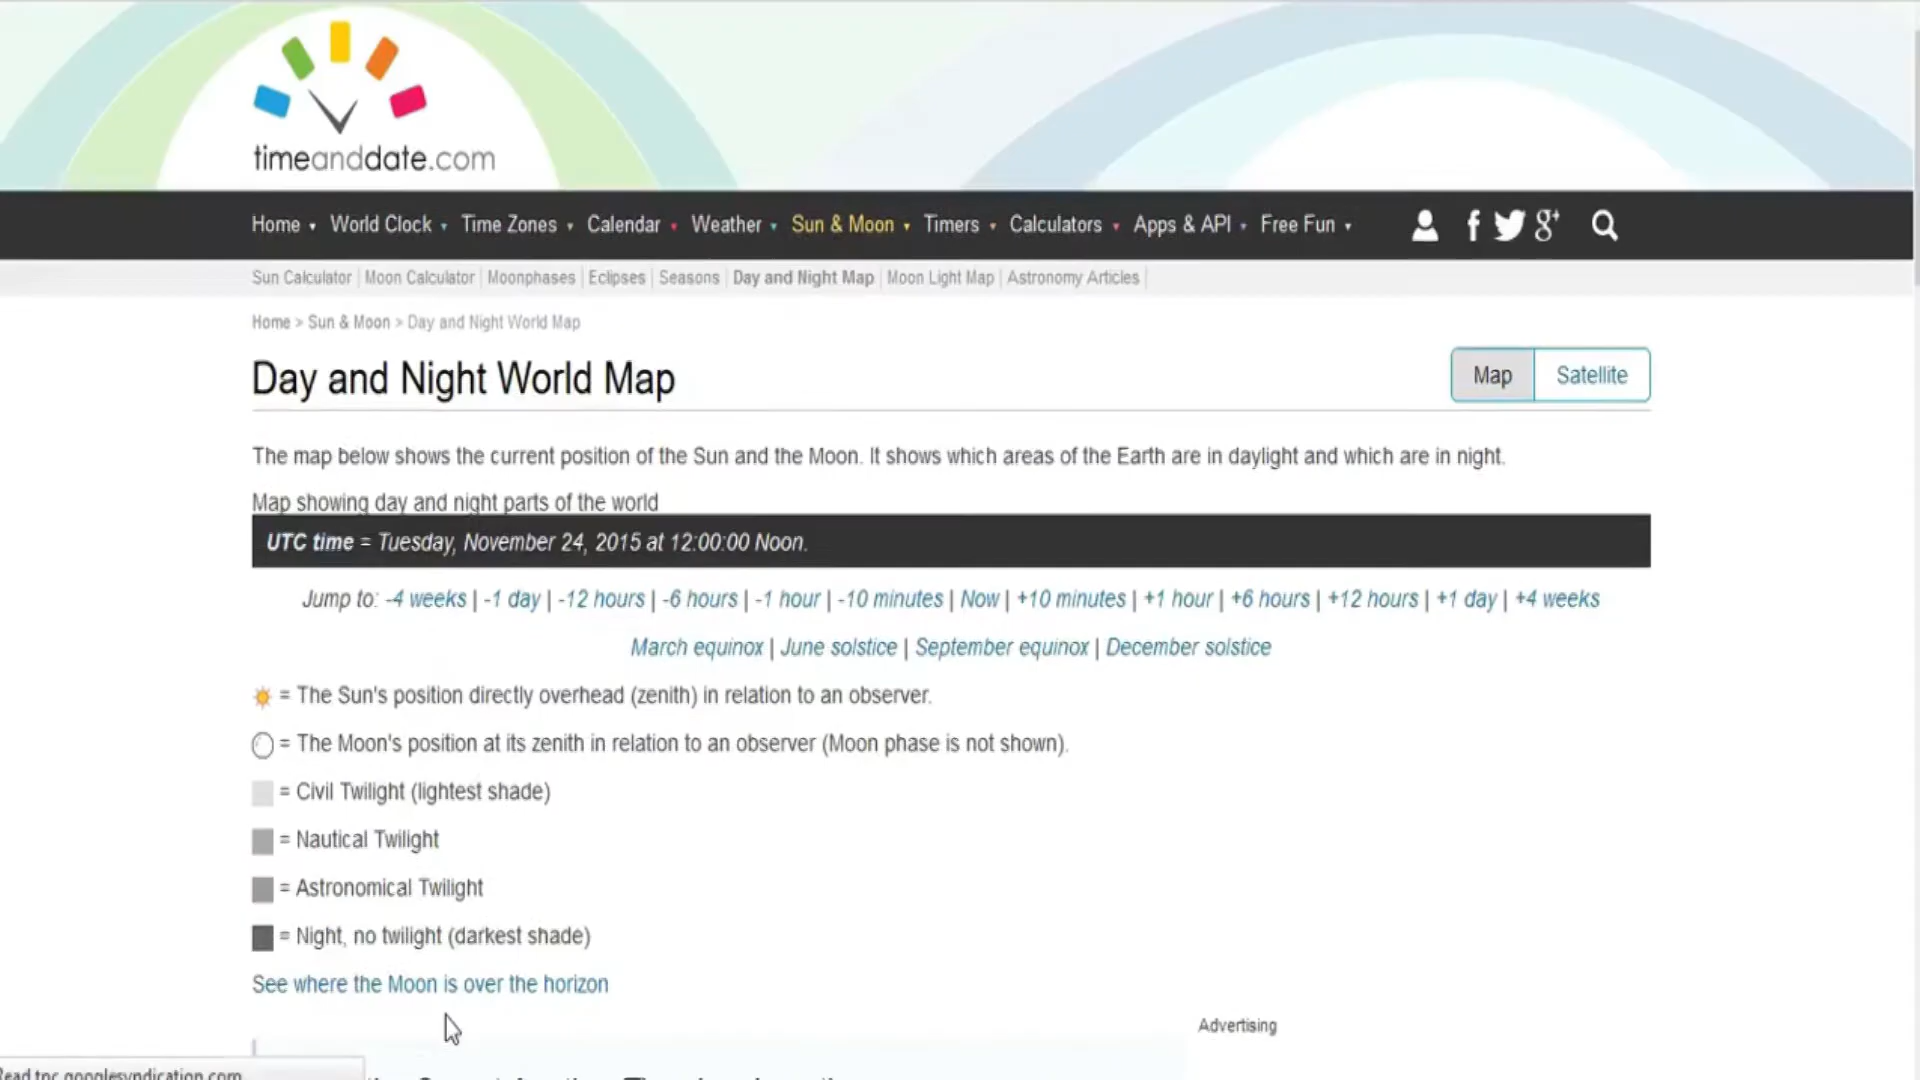 timeanddate.com
Home World Clock Time Zones Calendar Weather Sun & Moon Timers Calculators Apps & API Free Fun
Sun Calculator | Moon Calculator | Moonphases | Eclipses | Seasons | Day and Night Map | Moon Light Map | Astronomy Articles |
Home > Sun & Moon > Day and Night World Map
Day and Night World Map
Map Satellite
The map below shows the current position of the Sun and the Moon. It shows which areas of the Earth are in daylight and which are in night.
Map showing day and night parts of the world
UTC time = Tuesday, November 24, 2015 at 12:00:00 Noon.
Jump to: -4 weeks | -1 day | -12 hours | -6 hours | -1 hour | -10 minutes | Now | +10 minutes | +1 hour | +6 hours | +12 hours | +1 day | +4 weeks
March equinox | June solstice | September equinox | December solstice
= The Sun's position directly overhead (zenith) in relation to an observer.
= The Moon's position at its zenith in relation to an observer (Moon phase is not shown).
= Civil Twilight (lightest shade)
= Nautical Twilight
= Astronomical Twilight
= Night, no twilight (darkest shade)
See where the Moon is over the horizon
Advertising
Read tpc.googlesyndication.com